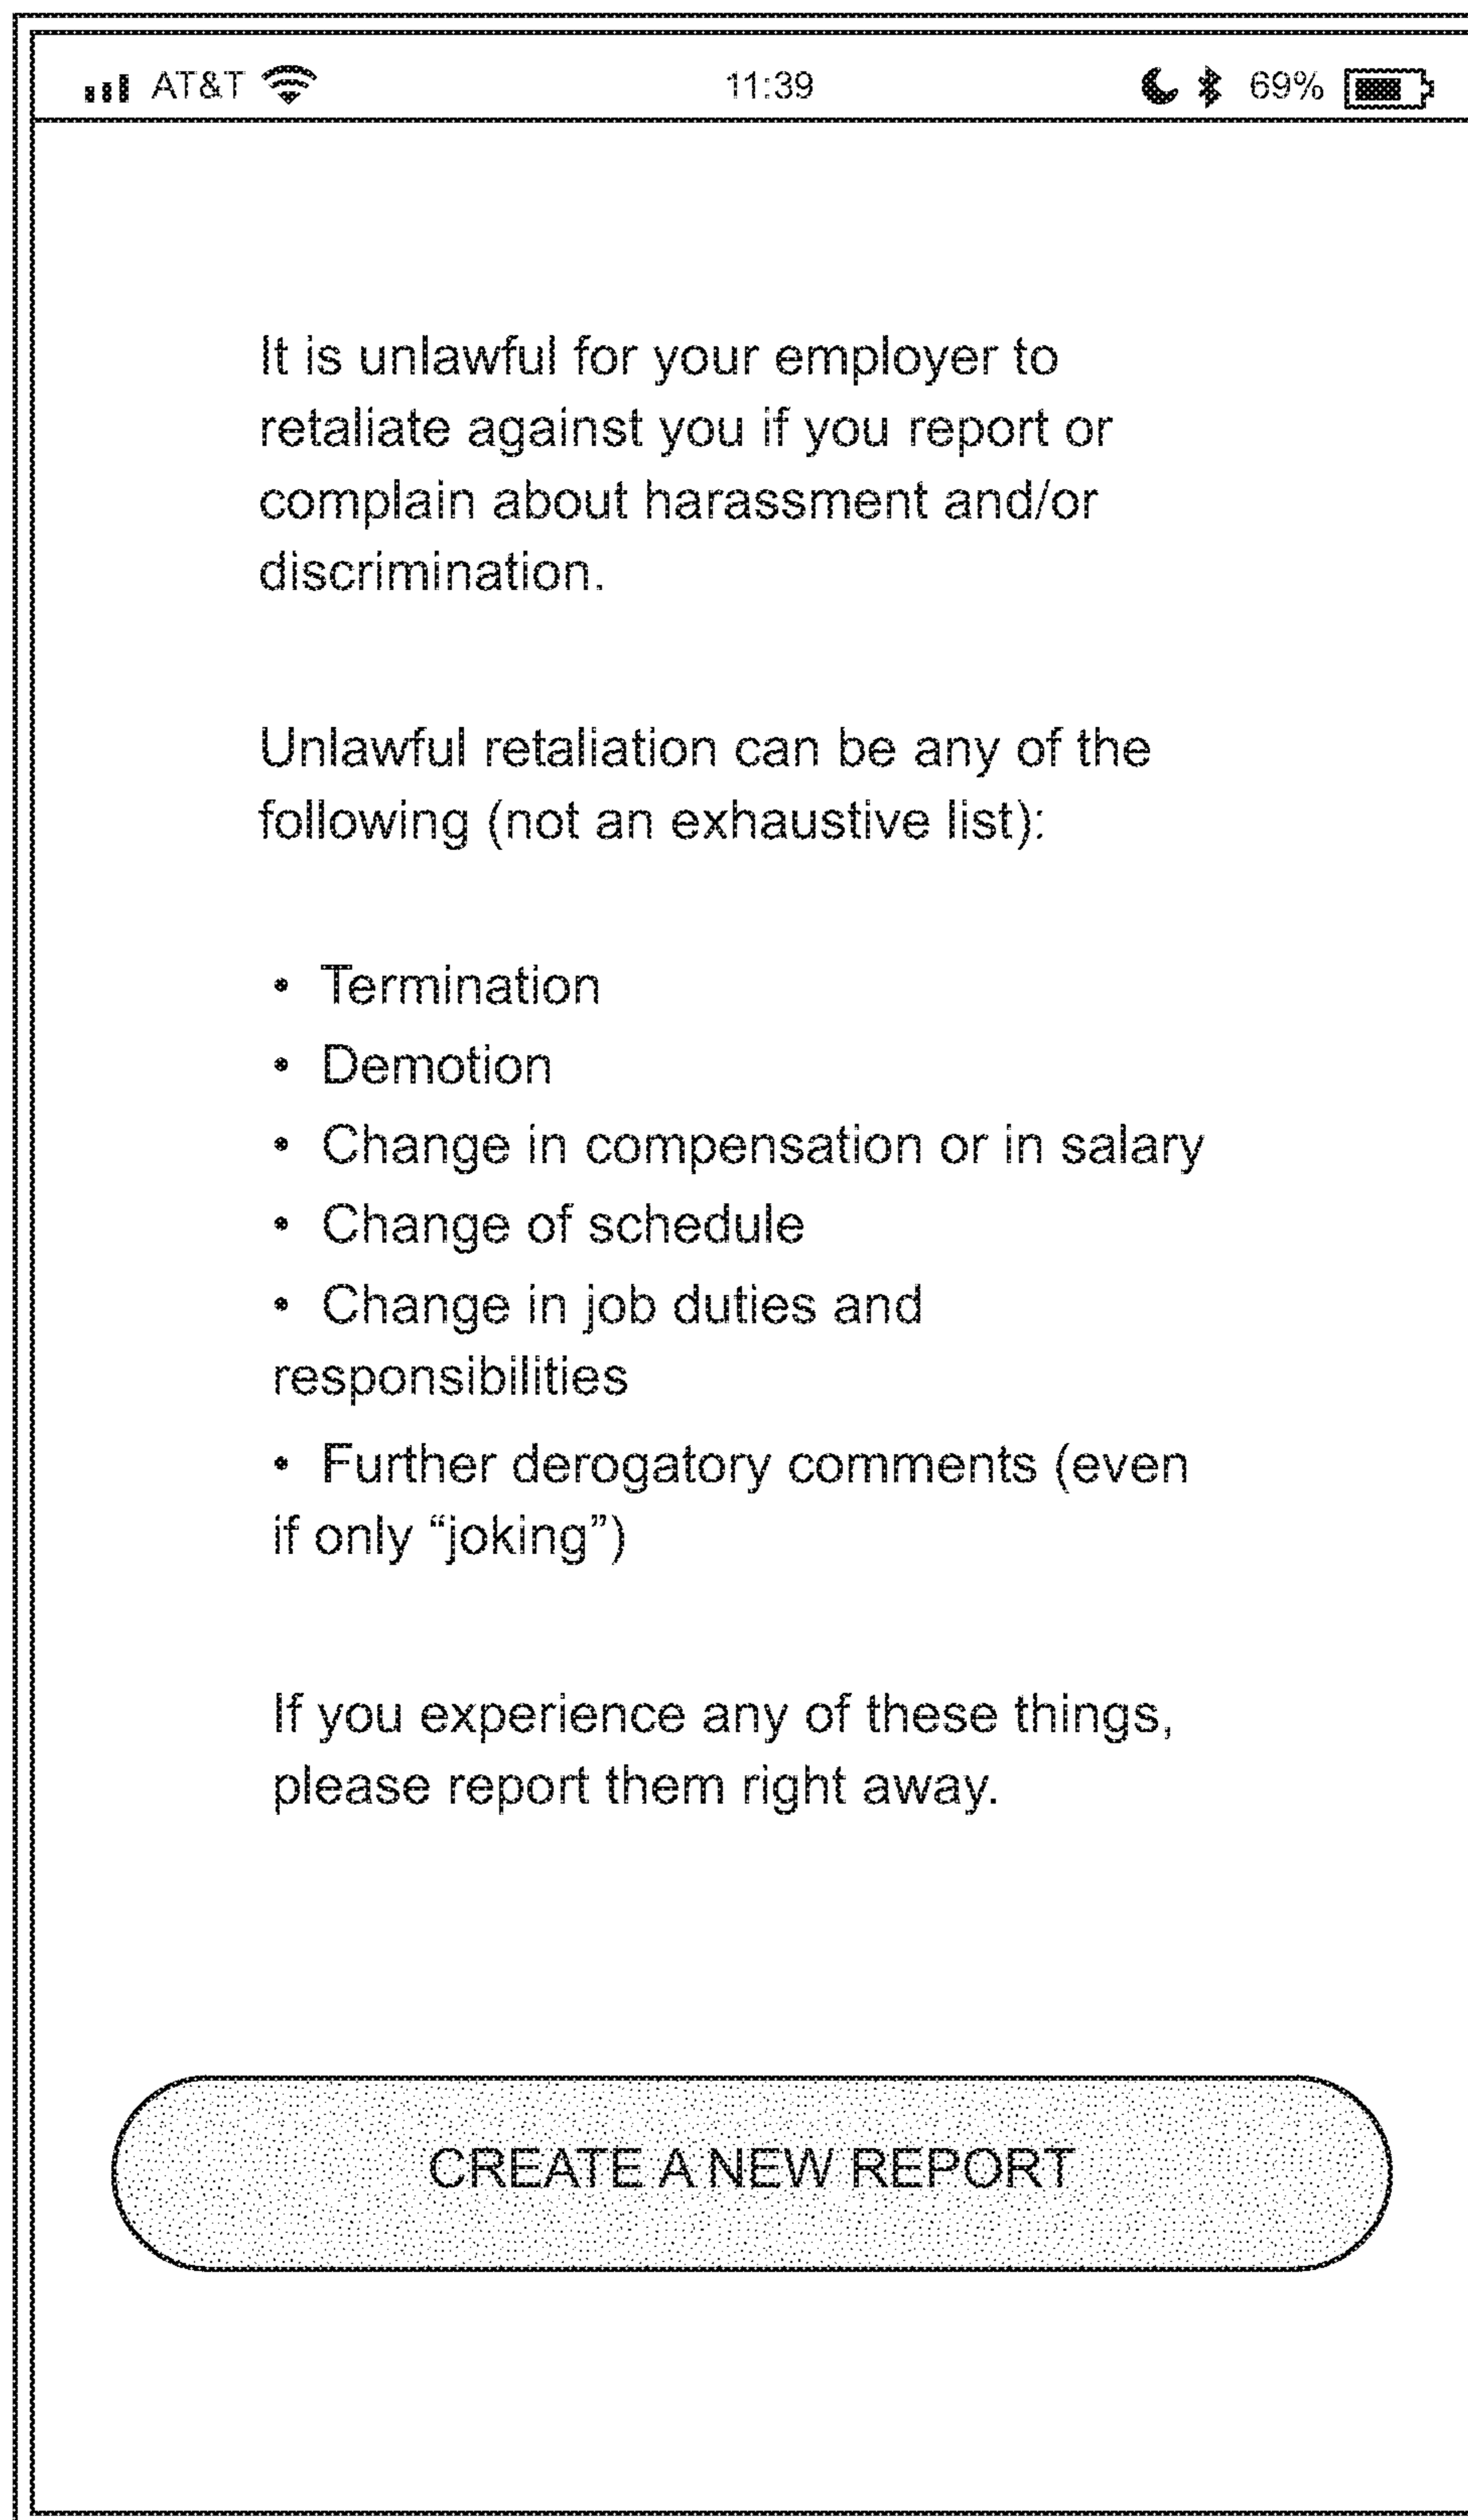 AT&T 11:39 69%
It is unlawful for your employer to
retaliate against you if you report or
complain about harassment and/or
discrimination.
Unlawful retaliation can be any of the
following (not an exhaustive list):
• Termination
• Demotion
• Change in compensation or in salary
• Change of schedule
• Change in job duties and
responsibilities
• Further derogatory comments (even
if only “joking”)
If you experience any of these things,
please report them right away.
CREATE A NEW REPORT